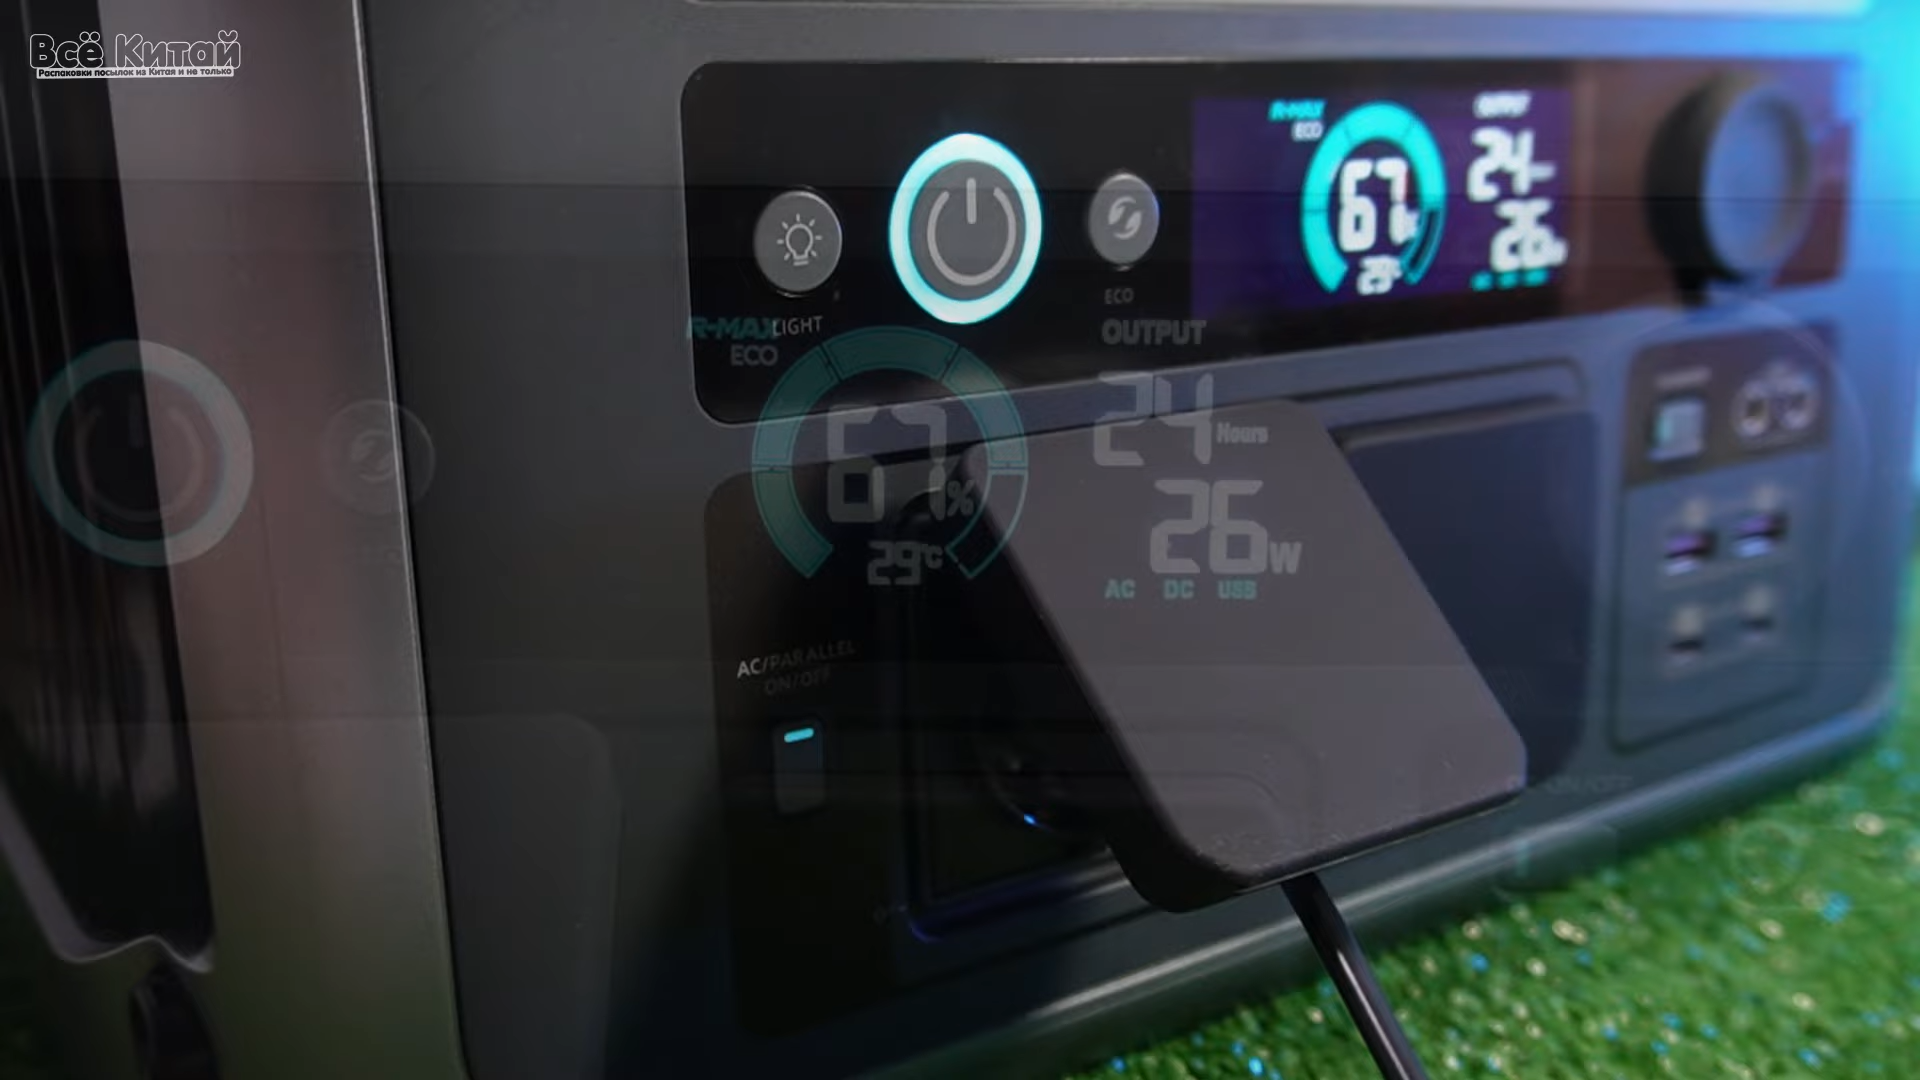 Всё Китай
Распаковки посылок из Китая и не только
R-MAX
ECO
67
29°C
OUTPUT
24
26
LIGHT
ECO
R-MAX
ECO
67%
29°C
OUTPUT
24 Hours
26W
AC DC USB
AC/PARALLEL
ON/OFF